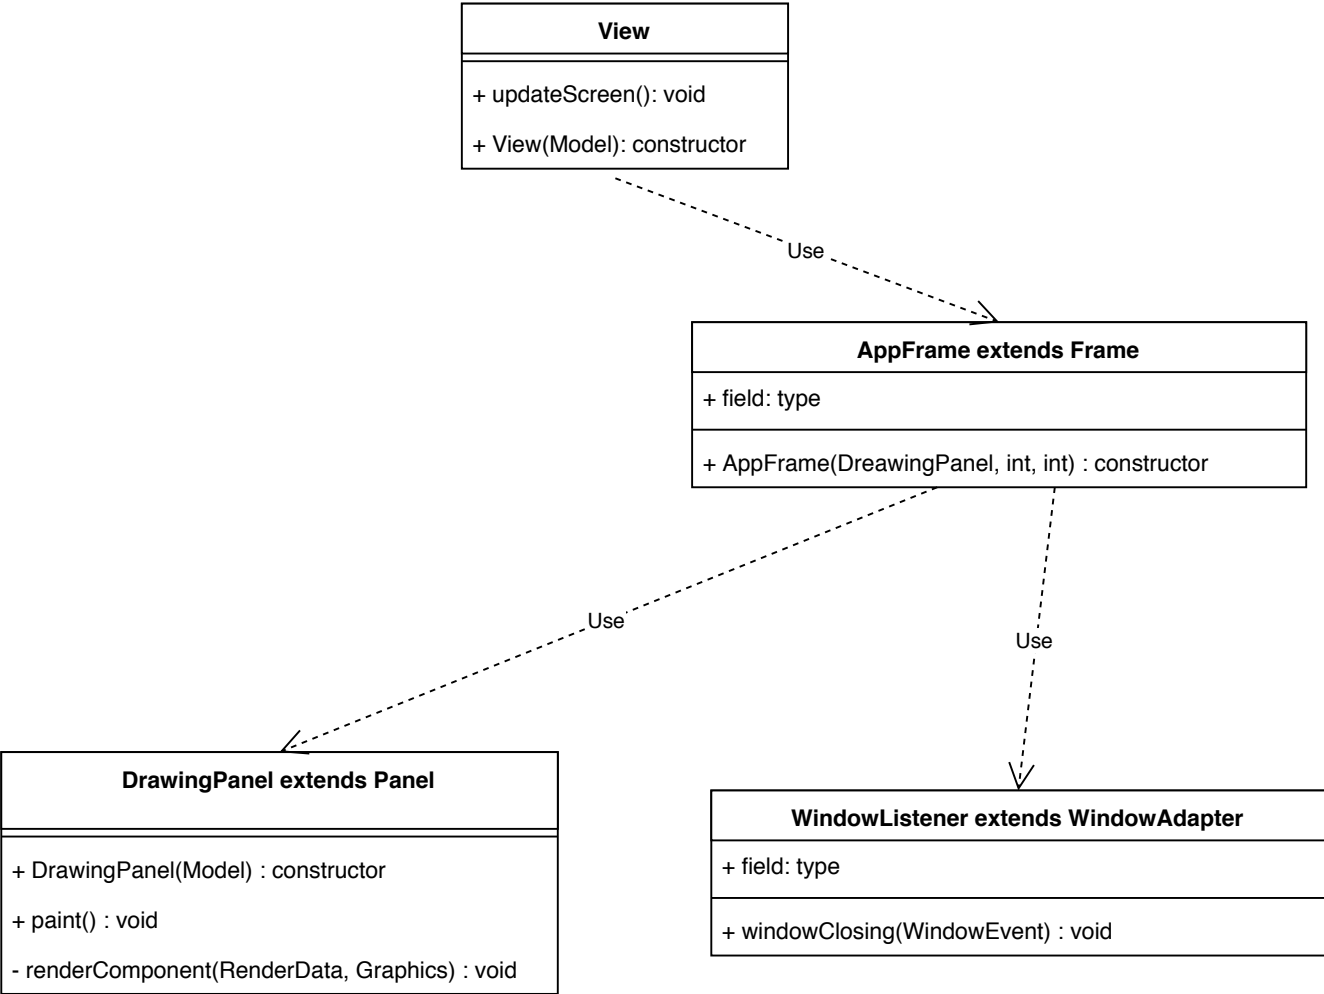 View
+ updateScreen(): void
+ View(Model): constructor
Use
AppFrame extends Frame
+ field: type
+ AppFrame(DreawingPanel, int, int) : constructor
Use
Use
DrawingPanel extends Panel
+ DrawingPanel(Model) : constructor
+ paint() : void
- renderComponent(RenderData, Graphics) : void
WindowListener extends WindowAdapter
+ field: type
+ windowClosing(WindowEvent) : void